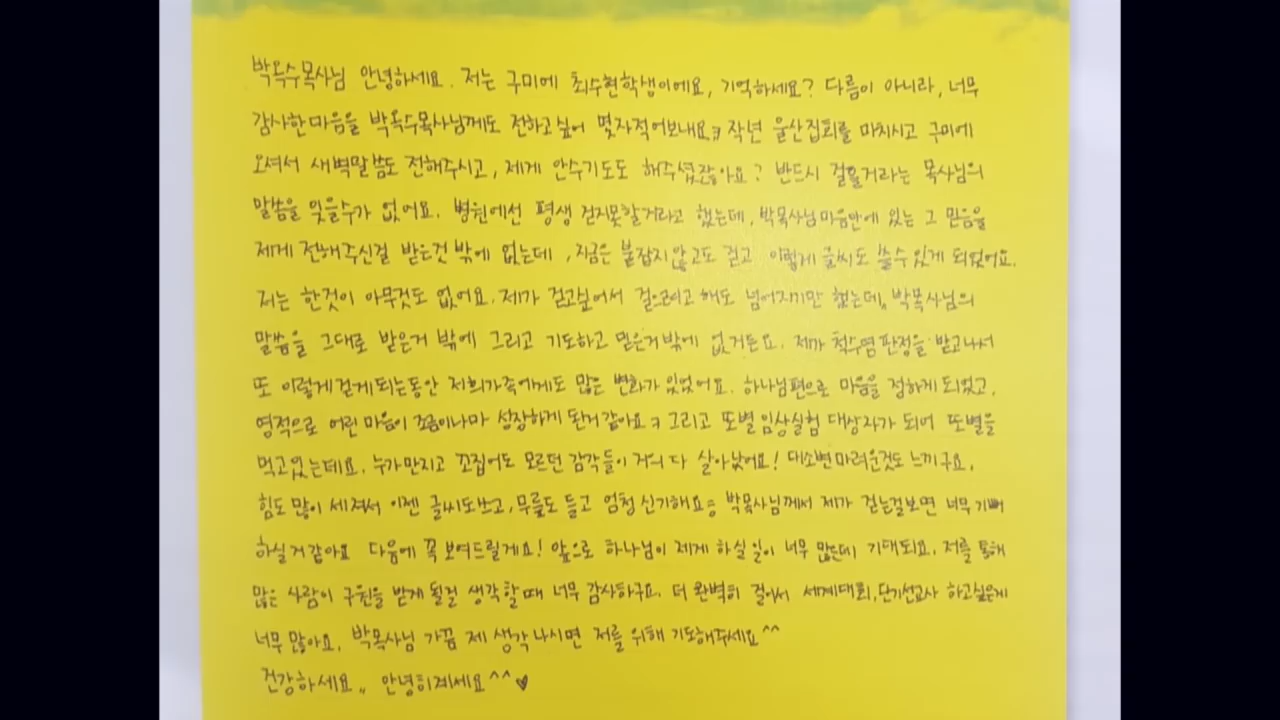 박옥수목사님 안녕하세요. 저는 구미에 최수현학생이에요, 기억하세요? 다름이 아니라, 너무
감사한 마음을 박옥수목사님께도 전하고싶어 몇자적어보내요ㅋ 작년 울산집회를 마치시고 구미에
오셔서 새벽말씀도 전해주시고, 제게 안수기도도 해주셨잖아요? 반드시 걸을거라는 목사님의
말씀을 잊을수가 없어요. 병원에선 평생 걷지못할거라고 했는데, 박목사님마음안에 있는 그 믿음을
제게 전해주신걸 받은것 밖에 없는데, 지금은 붙잡지않고도 걷고 이렇게 글씨도 쓸수있게 되었어요.
저는 한것이 아무것도 없어요. 제가 걷고싶어서 걸으려고 해도 넘어지기만 했는데, 박목사님의
말씀을 그대로 받은거 밖에 그리고 기도하고 믿은거밖에 없거든요. 제가 척수염판정을 받고나서
또 이렇게 걷게되는동안 저희가족에게도 많은 변화가 있었어요. 하나님편으로 마음을 정하게 되었고,
영적으로 어린 마음이 조금이나마 성장하게 된거같아요ㅋ 그리고 또별 임상실험 대상자가 되어 또별을
먹고있는데요, 누가만지고 꼬집어도 모르던 감각들이 거의 다 살아났어요! 대소변마려운것도 느끼구요,
힘도 많이 세져서 이젠 글씨도쓰고, 무릎도 들고 엄청 신기해요 박목사님께서 제가 걷는걸보면 너무기뻐
하실거같아요 다음에 꼭 보여드릴게요! 앞으로 하나님이 제게 하실 일이 너무 많은데 기대되요. 저를 통해
많은 사람이 구원을 받게 될걸 생각할때 너무 감사하구요. 더 완벽히 걸어서 세계대회, 단기선교사 하고싶은게
너무 많아요. 박목사님 가끔 제 생각나시면 저를 위해 기도해주세요^^
건강하세요,, 안녕히계세요^^♥